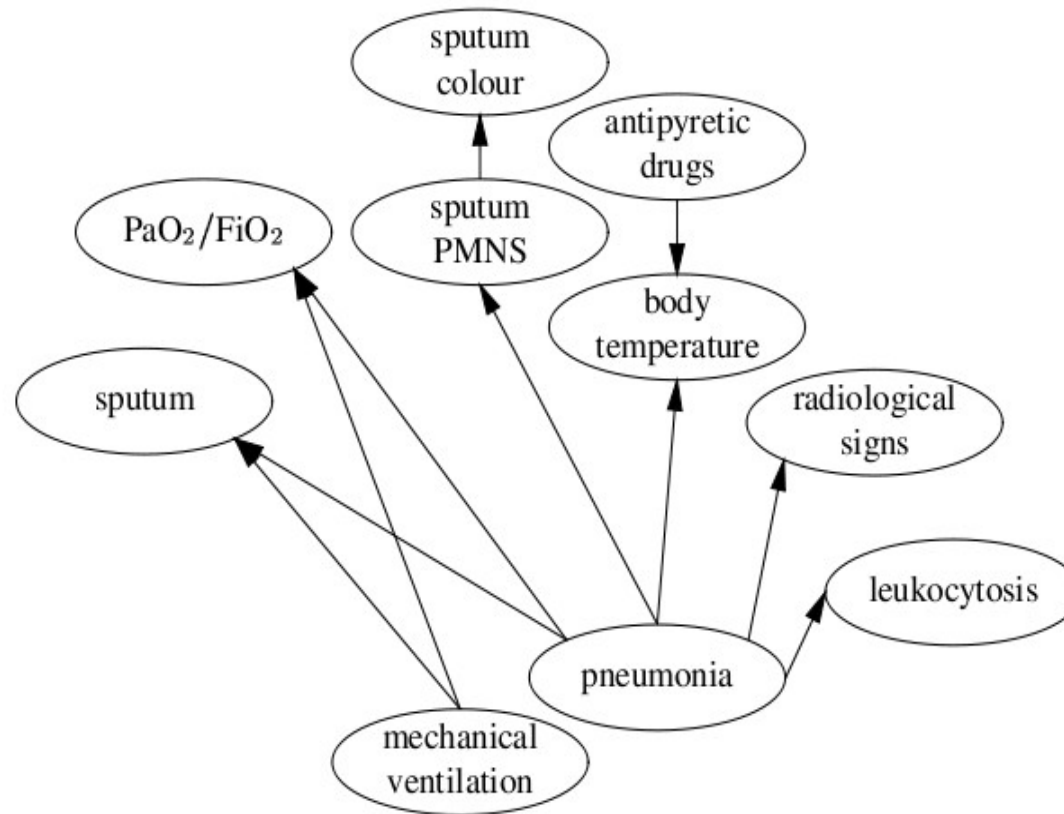 sputum
colour
antipyretic
drugs
PaO₂/FiO₂
sputum
PMNS
body
temperature
sputum
radiological
signs
leukocytosis
pneumonia
mechanical
ventilation